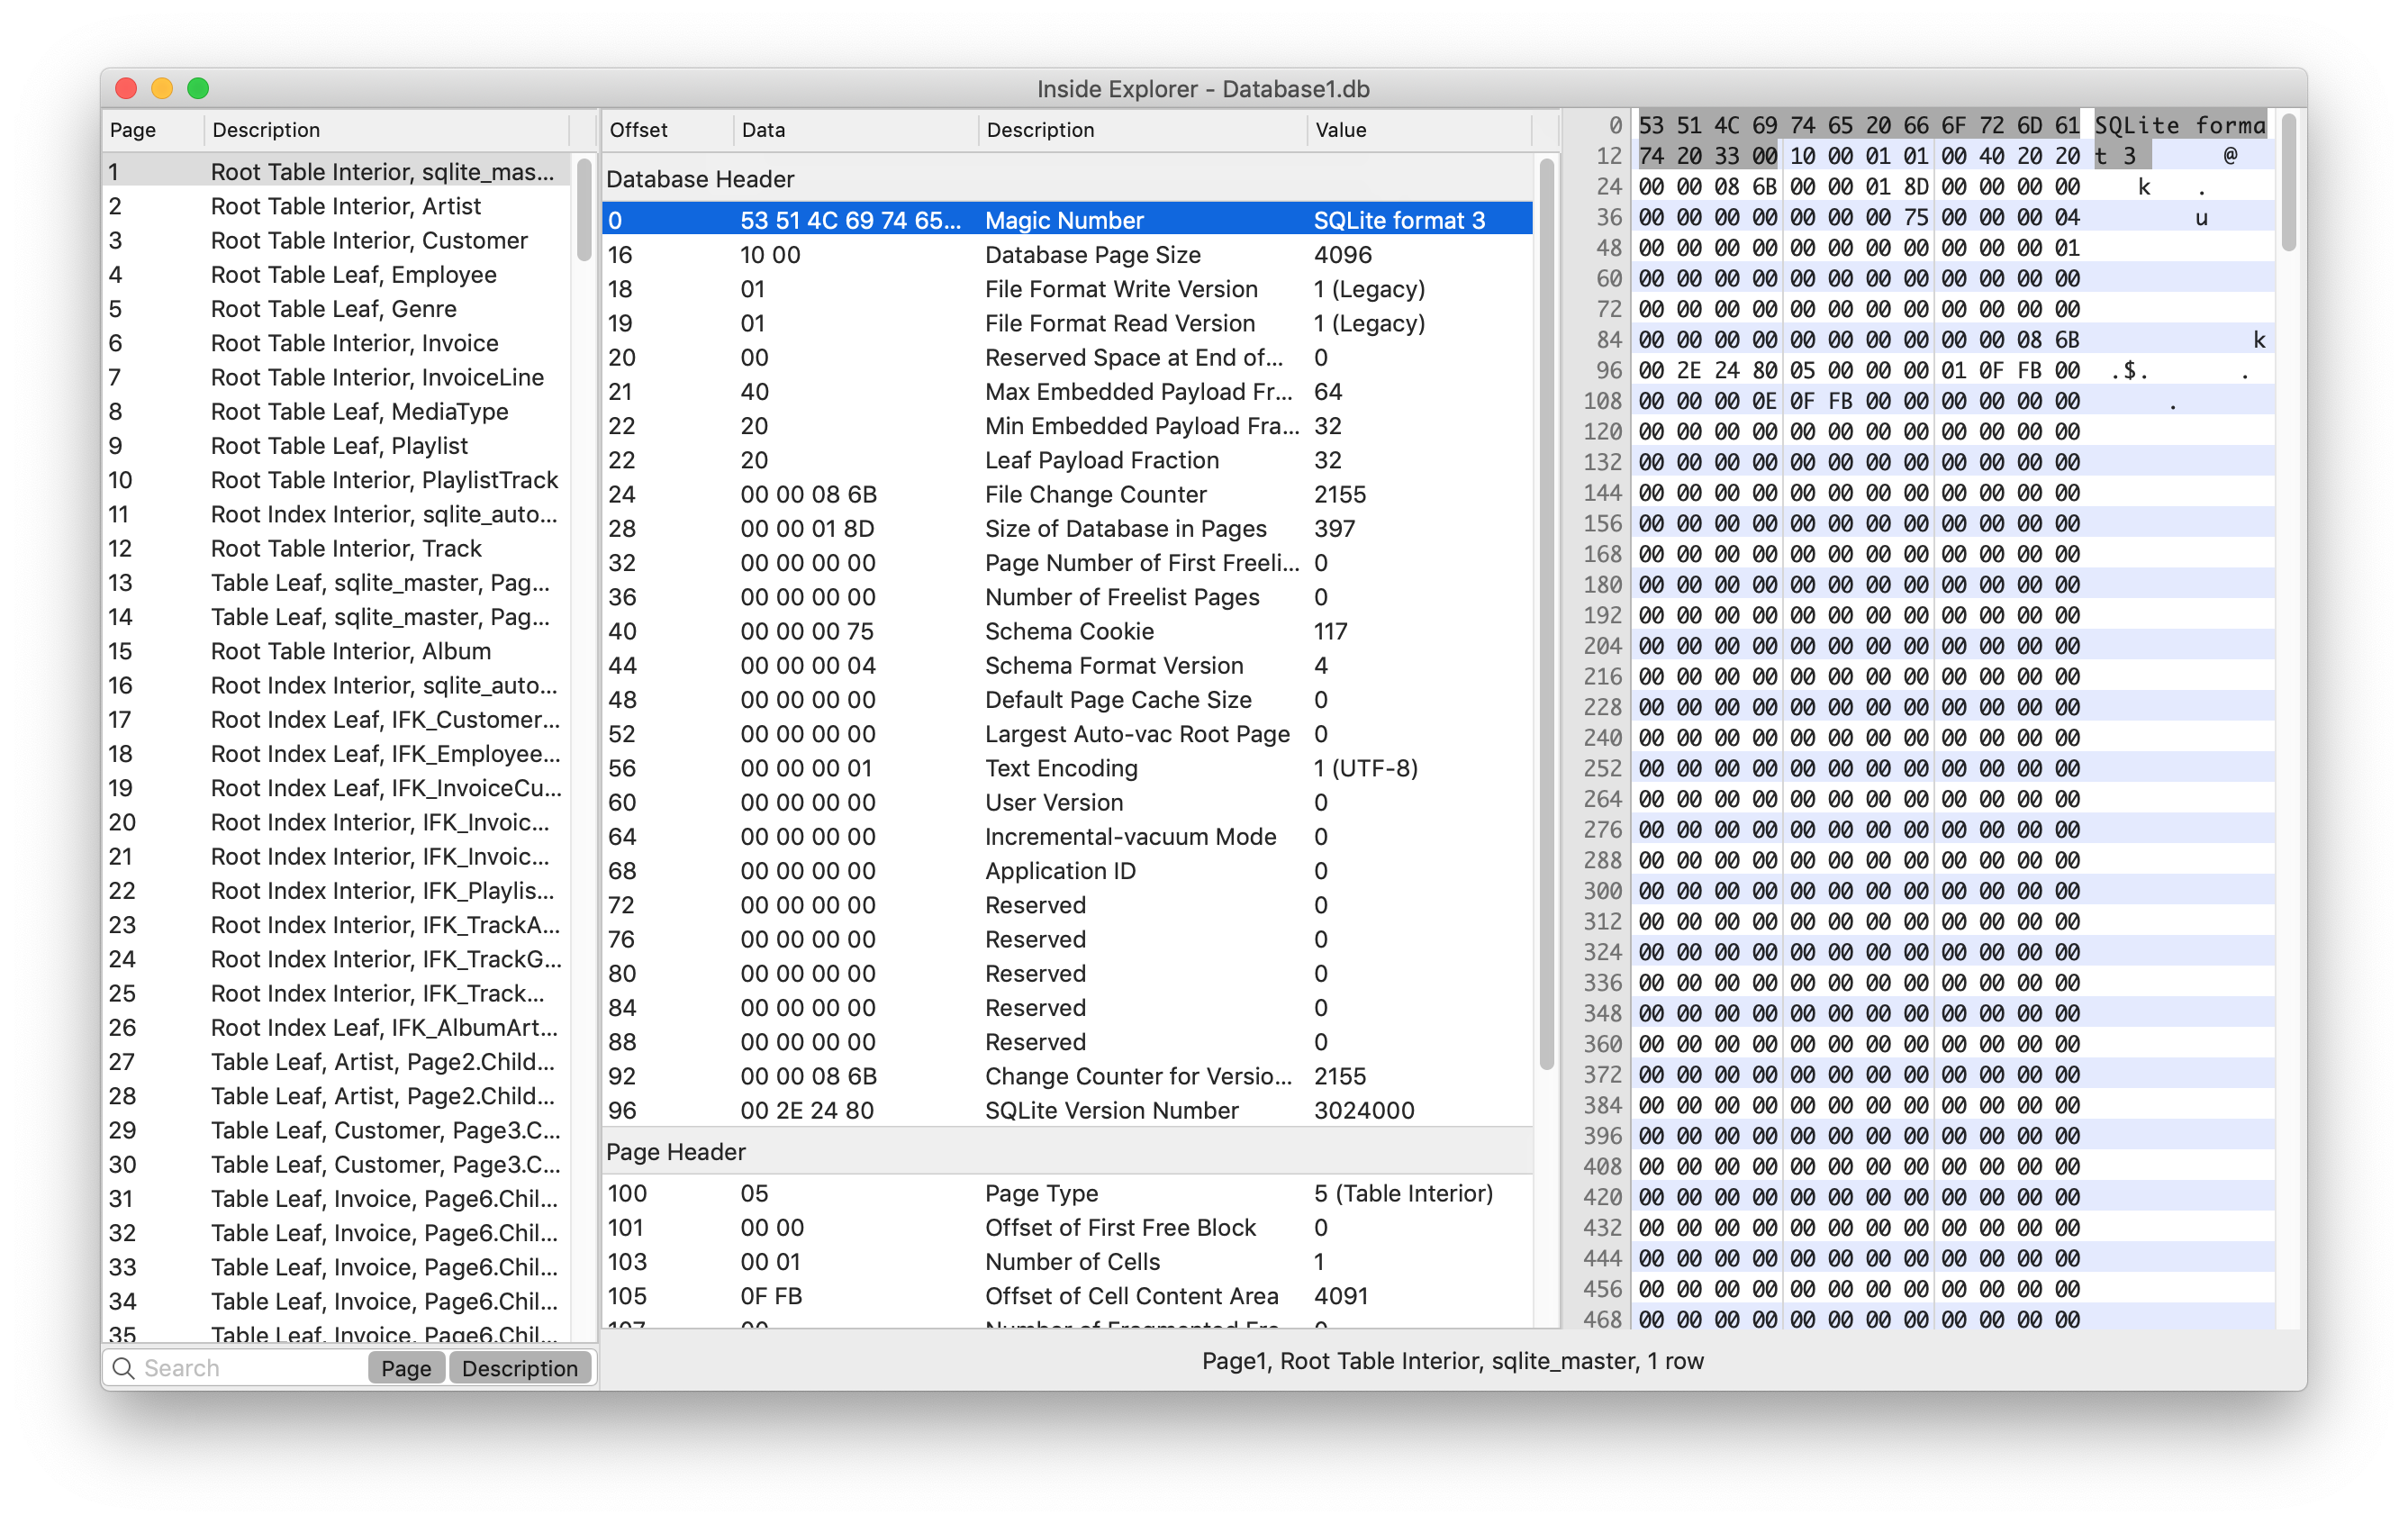 Inside Explorer - Database1.db
Page Description
1 Root Table Interior, sqlite_mas...
2 Root Table Interior, Artist
3 Root Table Interior, Customer
4 Root Table Leaf, Employee
5 Root Table Leaf, Genre
6 Root Table Interior, Invoice
7 Root Table Interior, InvoiceLine
8 Root Table Leaf, MediaType
9 Root Table Leaf, Playlist
10 Root Table Interior, PlaylistTrack
11 Root Index Interior, sqlite_auto...
12 Root Table Interior, Track
13 Table Leaf, sqlite_master, Pag...
14 Table Leaf, sqlite_master, Pag...
15 Root Table Interior, Album
16 Root Index Interior, sqlite_auto...
17 Root Index Leaf, IFK_Customer...
18 Root Index Leaf, IFK_Employee...
19 Root Index Leaf, IFK_InvoiceCu...
20 Root Index Interior, IFK_Invoic...
21 Root Index Interior, IFK_Invoic...
22 Root Index Interior, IFK_Playlis...
23 Root Index Interior, IFK_TrackA...
24 Root Index Interior, IFK_TrackG...
25 Root Index Interior, IFK_Track...
26 Root Index Leaf, IFK_AlbumArt...
27 Table Leaf, Artist, Page2.Child...
28 Table Leaf, Artist, Page2.Child...
29 Table Leaf, Customer, Page3.C...
30 Table Leaf, Customer, Page3.C...
31 Table Leaf, Invoice, Page6.Chil...
32 Table Leaf, Invoice, Page6.Chil...
33 Table Leaf, Invoice, Page6.Chil...
34 Table Leaf, Invoice, Page6.Chil...
35 Table Leaf, Invoice, Page6.Chil...
Search Page Description
Offset Data Description Value
Database Header
0 53 51 4C 69 74 65... Magic Number SQLite format 3
16 10 00 Database Page Size 4096
18 01 File Format Write Version 1 (Legacy)
19 01 File Format Read Version 1 (Legacy)
20 00 Reserved Space at End of... 0
21 40 Max Embedded Payload Fr... 64
22 20 Min Embedded Payload Fra... 32
22 20 Leaf Payload Fraction 32
24 00 00 08 6B File Change Counter 2155
28 00 00 01 8D Size of Database in Pages 397
32 00 00 00 00 Page Number of First Freeli... 0
36 00 00 00 00 Number of Freelist Pages 0
40 00 00 00 75 Schema Cookie 117
44 00 00 00 04 Schema Format Version 4
48 00 00 00 00 Default Page Cache Size 0
52 00 00 00 00 Largest Auto-vac Root Page 0
56 00 00 00 01 Text Encoding 1 (UTF-8)
60 00 00 00 00 User Version 0
64 00 00 00 00 Incremental-vacuum Mode 0
68 00 00 00 00 Application ID 0
72 00 00 00 00 Reserved 0
76 00 00 00 00 Reserved 0
80 00 00 00 00 Reserved 0
84 00 00 00 00 Reserved 0
88 00 00 00 00 Reserved 0
92 00 00 08 6B Change Counter for Versio... 2155
96 00 2E 24 80 SQLite Version Number 3024000
Page Header
100 05 Page Type 5 (Table Interior)
101 00 00 Offset of First Free Block 0
103 00 01 Number of Cells 1
105 0F FB Offset of Cell Content Area 4091
107 00 Number of Fragmented Fre... 0
0 53 51 4C 69 74 65 20 66 6F 72 6D 61 SQLite forma
12 74 20 33 00 10 00 01 01 00 40 20 20 t 3 @
24 00 00 08 6B 00 00 01 8D 00 00 00 00 k .
36 00 00 00 00 00 00 00 75 00 00 00 04 u
48 00 00 00 00 00 00 00 00 00 00 00 01
60 00 00 00 00 00 00 00 00 00 00 00 00
72 00 00 00 00 00 00 00 00 00 00 00 00
84 00 00 00 00 00 00 00 00 00 00 08 6B k
96 00 2E 24 80 05 00 00 00 01 0F FB 00 .$. .
108 00 00 00 0E 0F FB 00 00 00 00 00 00 .
120 00 00 00 00 00 00 00 00 00 00 00 00
132 00 00 00 00 00 00 00 00 00 00 00 00
144 00 00 00 00 00 00 00 00 00 00 00 00
156 00 00 00 00 00 00 00 00 00 00 00 00
168 00 00 00 00 00 00 00 00 00 00 00 00
180 00 00 00 00 00 00 00 00 00 00 00 00
192 00 00 00 00 00 00 00 00 00 00 00 00
204 00 00 00 00 00 00 00 00 00 00 00 00
216 00 00 00 00 00 00 00 00 00 00 00 00
228 00 00 00 00 00 00 00 00 00 00 00 00
240 00 00 00 00 00 00 00 00 00 00 00 00
252 00 00 00 00 00 00 00 00 00 00 00 00
264 00 00 00 00 00 00 00 00 00 00 00 00
276 00 00 00 00 00 00 00 00 00 00 00 00
288 00 00 00 00 00 00 00 00 00 00 00 00
300 00 00 00 00 00 00 00 00 00 00 00 00
312 00 00 00 00 00 00 00 00 00 00 00 00
324 00 00 00 00 00 00 00 00 00 00 00 00
336 00 00 00 00 00 00 00 00 00 00 00 00
348 00 00 00 00 00 00 00 00 00 00 00 00
360 00 00 00 00 00 00 00 00 00 00 00 00
372 00 00 00 00 00 00 00 00 00 00 00 00
384 00 00 00 00 00 00 00 00 00 00 00 00
396 00 00 00 00 00 00 00 00 00 00 00 00
408 00 00 00 00 00 00 00 00 00 00 00 00
420 00 00 00 00 00 00 00 00 00 00 00 00
432 00 00 00 00 00 00 00 00 00 00 00 00
444 00 00 00 00 00 00 00 00 00 00 00 00
456 00 00 00 00 00 00 00 00 00 00 00 00
468 00 00 00 00 00 00 00 00 00 00 00 00
Page1, Root Table Interior, sqlite_master, 1 row